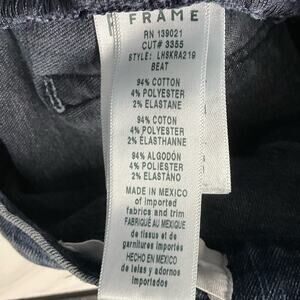 FRAME
RN 139021
CUT# 3355
STYLE: LHSKRA219
BEAT
94% COTTON
4% POLYESTER
2% ELASTANE
94% COTON
4% POLYESTER
2% ELASTHANNE
94% ALGODÓN
4% POLIÉSTER
2% ELASTANO
MADE IN MEXICO
of imported
fabrics and trim
FABRIQUÉ AU MEXIQUE
de tissus et de
garnitures importés
HECHO EN MEXICO
de telas y adornos
importados